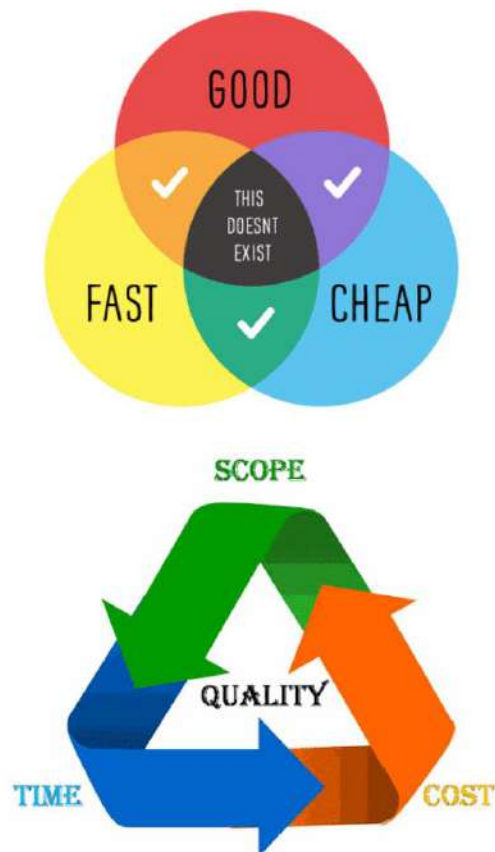 GOOD
THIS
DOESNT
EXIST
FAST
CHEAP
SCOPE
QUALITY
TIME
COST